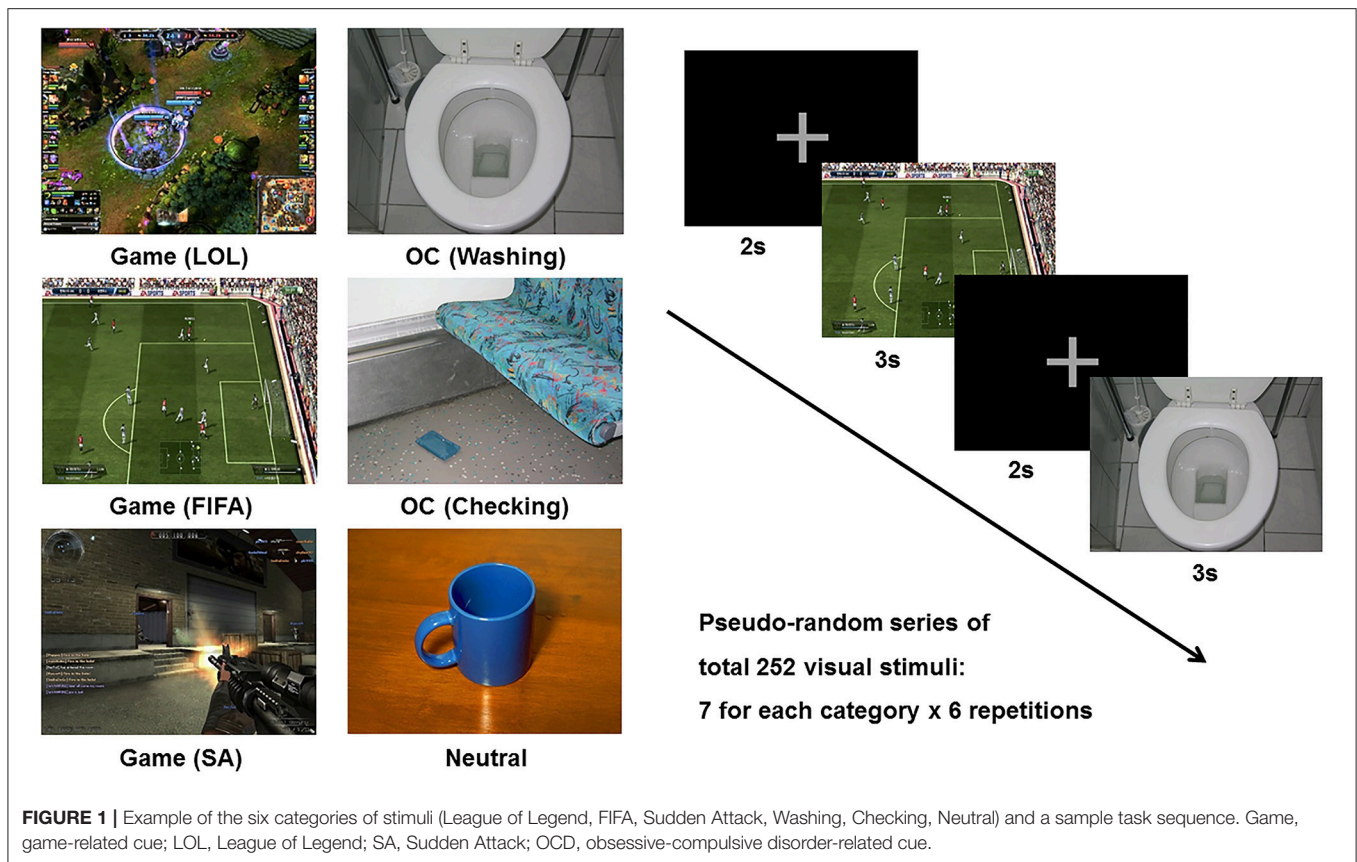 Game (LOL)
OC (Washing)
Game (FIFA)
OC (Checking)
Game (SA)
Neutral
2s
3s
2s
3s
Pseudo-random series of
total 252 visual stimuli:
7 for each category x 6 repetitions
FIGURE 1 | Example of the six categories of stimuli (League of Legend, FIFA, Sudden Attack, Washing, Checking, Neutral) and a sample task sequence. Game,
game-related cue; LOL, League of Legend; SA, Sudden Attack; OCD, obsessive-compulsive disorder-related cue.